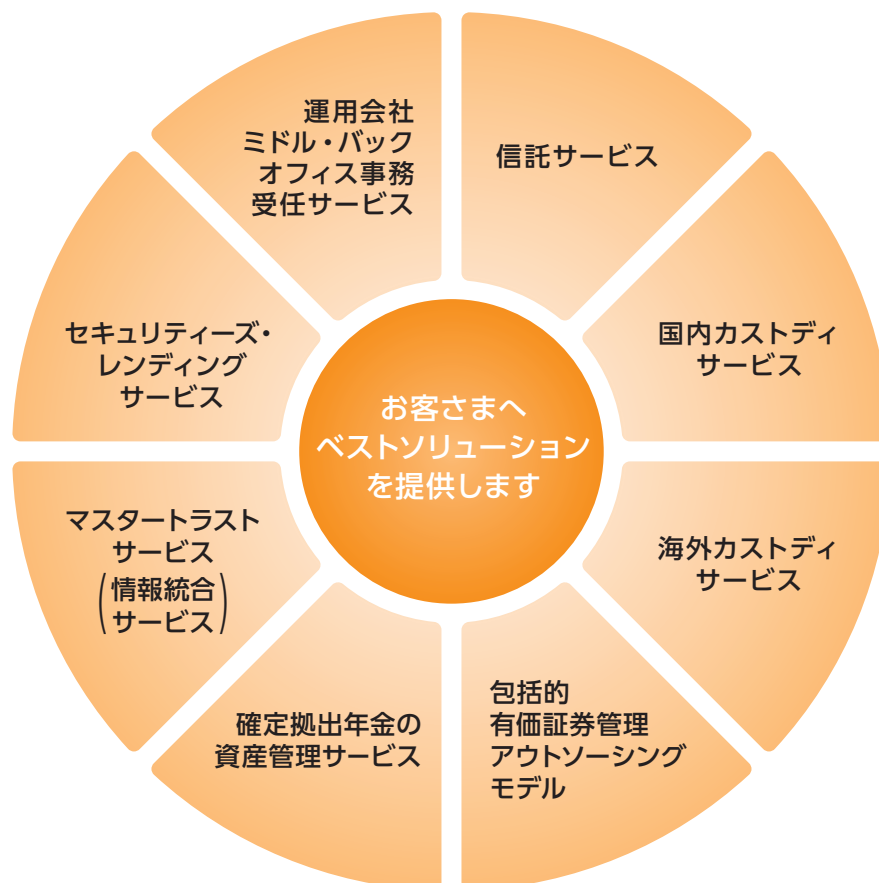 運用会社
ミドル・バック
オフィス事務
受任サービス
信託サービス
セキュリティーズ・
レンディング
サービス
国内カストディ
サービス
お客さまへ
ベストソリューション
を提供します
マスタートラスト
サービス
(情報統合
サービス)
海外カストディ
サービス
確定拠出年金の
資産管理サービス
包括的
有価証券管理
アウトソーシング
モデル